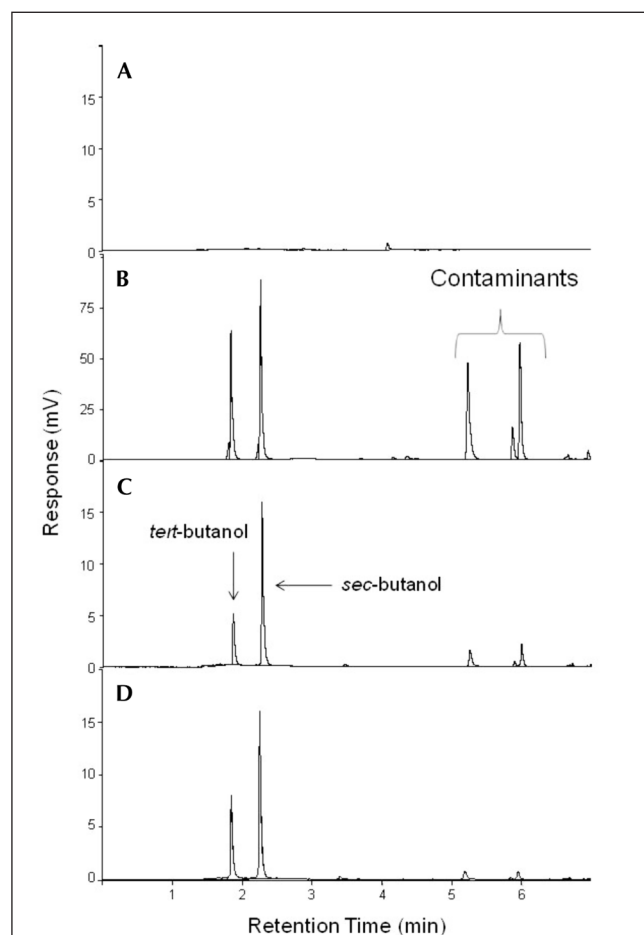 A
15
10
5
0
B
Contaminants
75
50
25
0
Response (mV)
C
15
tert-butanol
10
sec-butanol
5
0
D
15
10
5
0
1 2 3 4 5 6
Retention Time (min)